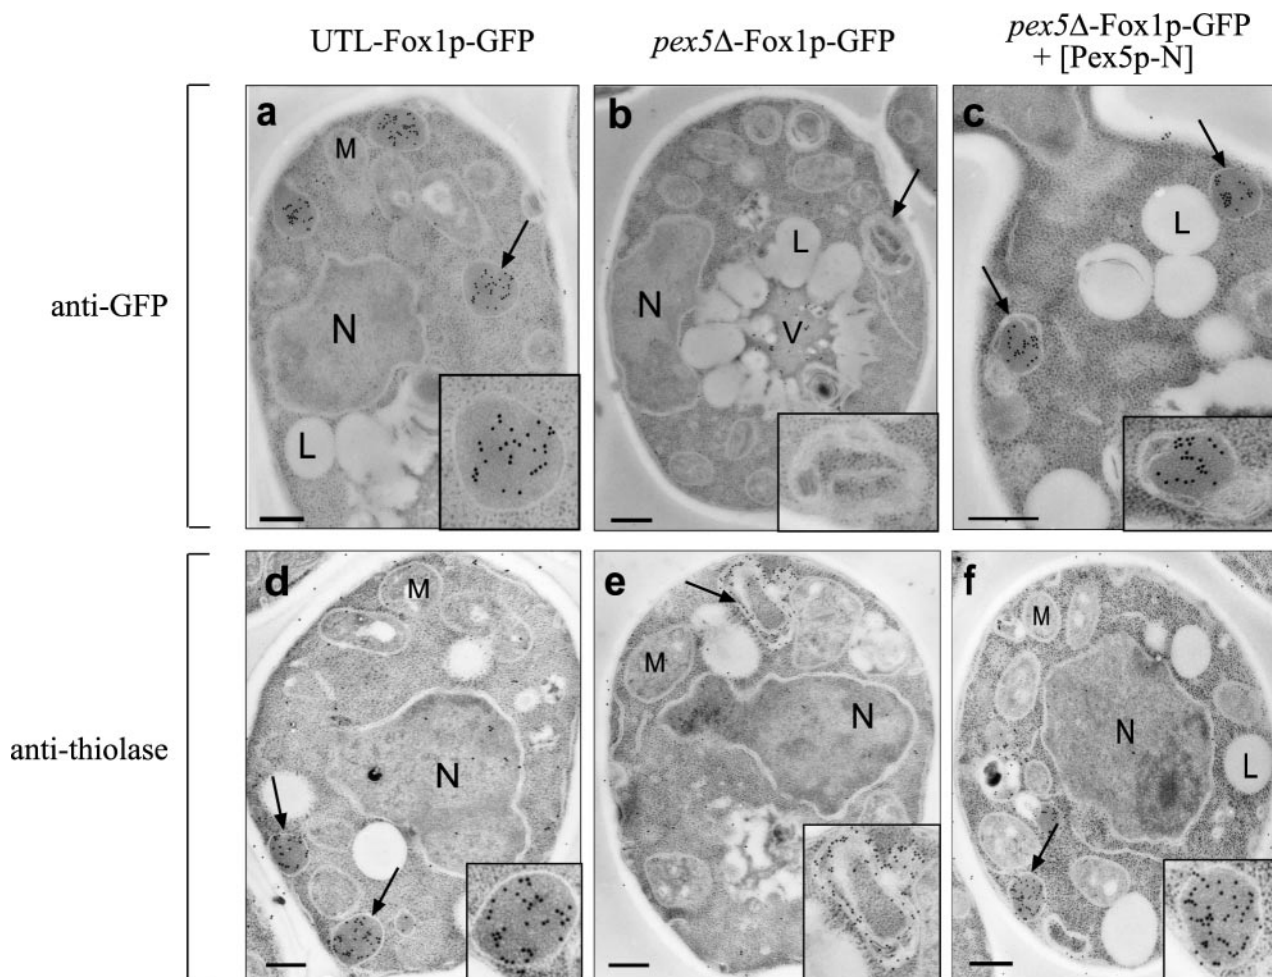 UTL-Fox1p-GFP
pex5Δ-Fox1p-GFP
pex5Δ-Fox1p-GFP
+ [Pex5p-N]
anti-GFP
a
M
N
L
b
L
N
V
c
L
anti-thiolase
d
M
N
e
M
N
f
M
N
L